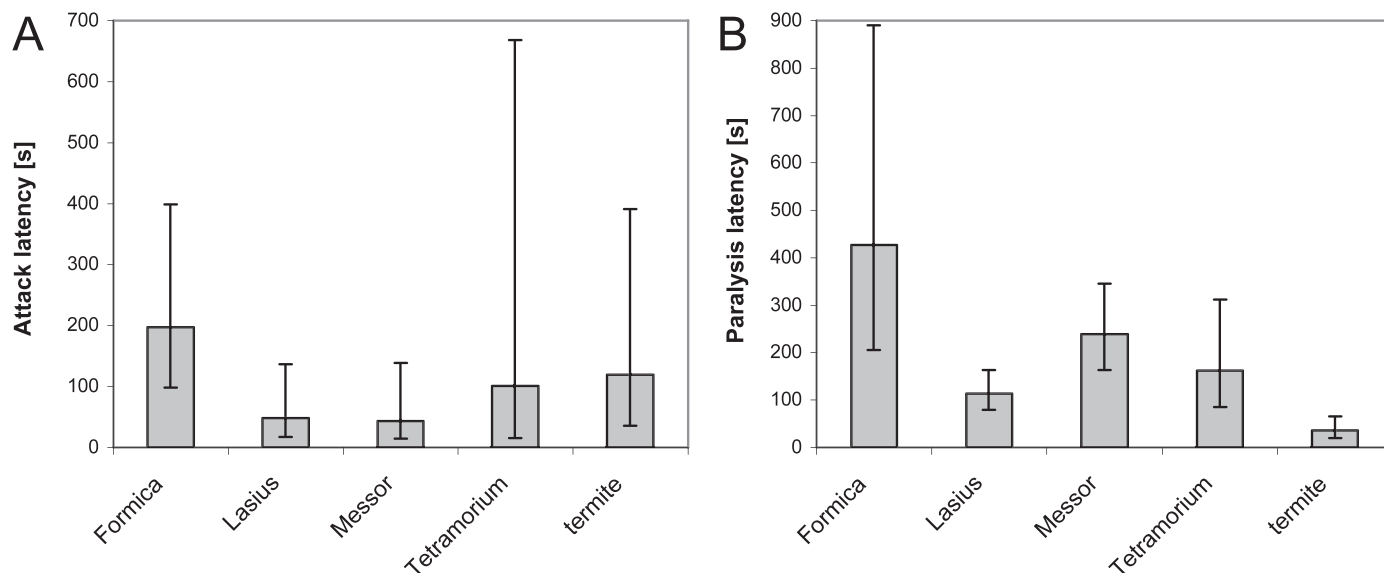 A
Attack latency [s]
700
600
500
400
300
200
100
0
Formica
Lasius
Messor
Tetramorium
termite
B
Paralysis latency [s]
900
800
700
600
500
400
300
200
100
0
Formica
Lasius
Messor
Tetramorium
termite